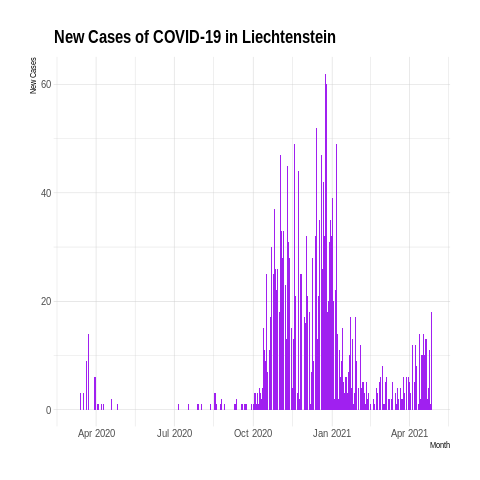 New Cases of COVID-19 in Liechtenstein
New Cases
60
40
20
0
Apr 2020 Jul 2020 Oct 2020 Jan 2021 Apr 2021
Month